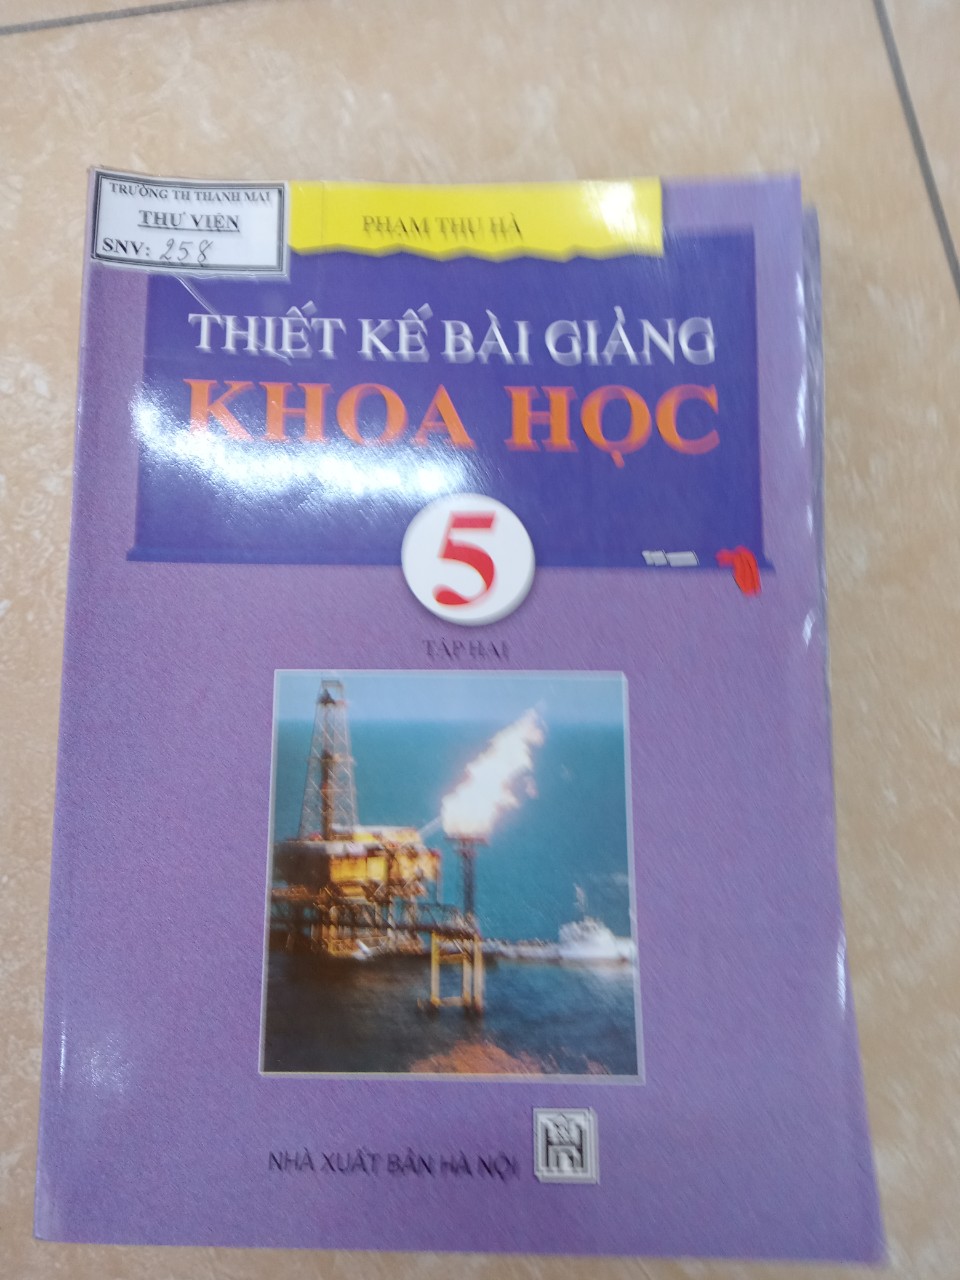 TRƯỜNG TH THANH MAI
THƯ VIỆN
SNV: 258
PHẠM THU HÀ
THIẾT KẾ BÀI GIẢNG
KHOA HỌC
5
TẬP HAI
NHÀ XUẤT BẢN HÀ NỘI